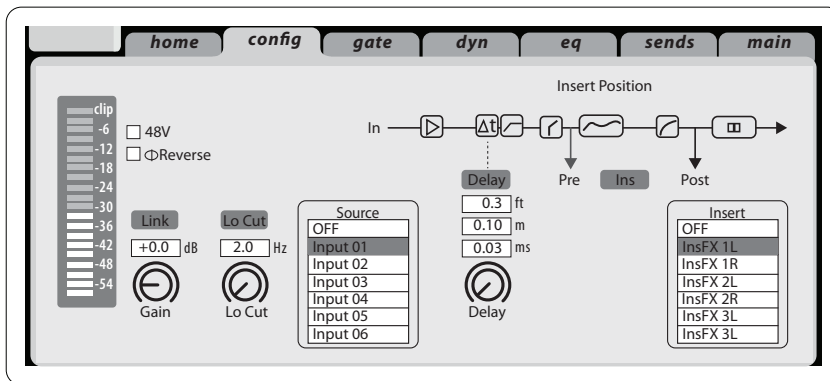 home config gate dyn eq sends main
Insert Position
clip
-6
-12
-18
-24
-30
-36
-42
-48
-54
48V
ΦReverse
In
Δt
Delay
Pre
Ins
Post
0.3 ft
0.10 m
0.03 ms
Delay
Link
+0.0 dB
Gain
Lo Cut
2.0 Hz
Lo Cut
Source
OFF
Input 01
Input 02
Input 03
Input 04
Input 05
Input 06
Insert
OFF
InsFX 1L
InsFX 1R
InsFX 2L
InsFX 2R
InsFX 3L
InsFX 3L